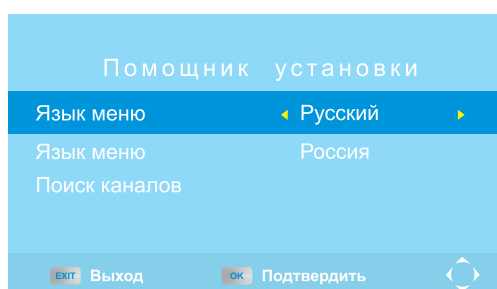 Помощник установки
Язык меню Русский
Язык меню Россия
Поиск каналов
EXIT Выход OK Подтвердить